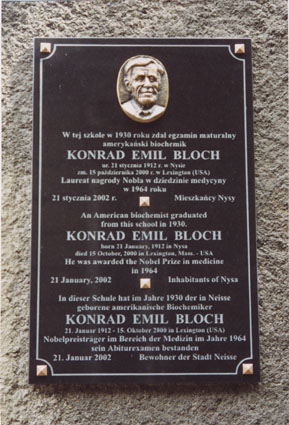 W tej szkole w 1930 roku zdał egzamin maturalny
amerykański biochemik
KONRAD EMIL BLOCH
ur. 21 stycznia 1912 r. w Nysie
zm. 15 października 2000 r. w Lexington (USA)
Laureat nagrody Nobla w dziedzinie medycyny
w 1964 roku
21 stycznia 2002 r. Mieszkańcy Nysy
An American biochemist graduated
from this school in 1930.
KONRAD EMIL BLOCH
born 21 January, 1912 in Nysa
died 15 October, 2000 in Lexington, Mass. - USA
He was awarded the Nobel Prize in medicine
in 1964
21 January, 2002 Inhabitants of Nysa
In dieser Schule hat im Jahre 1930 der in Neisse
geborene amerikanische Biochemiker
KONRAD EMIL BLOCH
21. Januar 1912 - 15. Oktober 2000 in Lexington (USA)
Nobelpreisträger im Bereich der Medizin im Jahre 1964
sein Abiturexamen bestanden
21. Januar 2002 Bewohner der Stadt Neisse